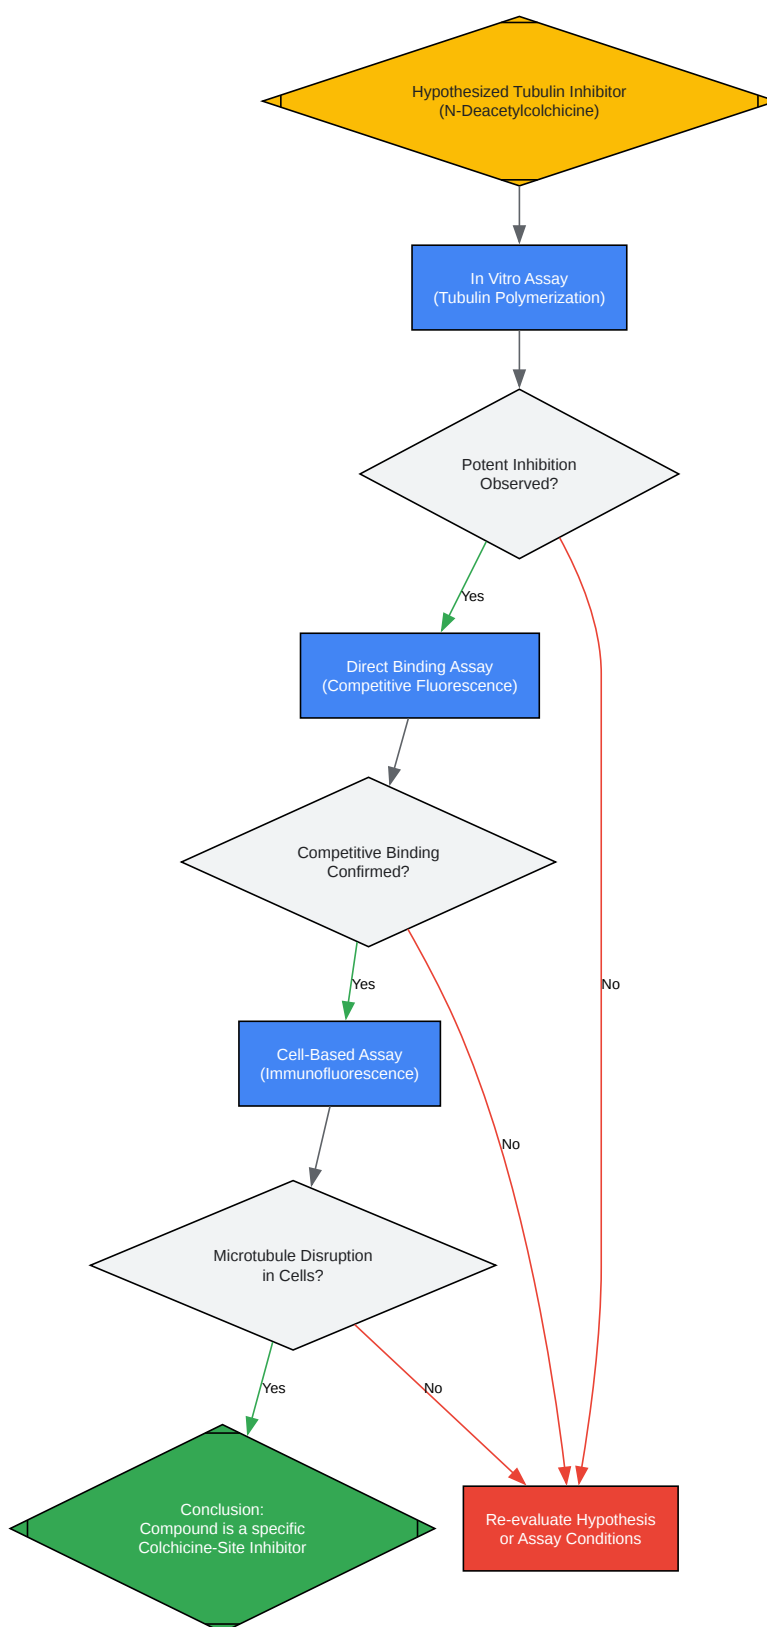 Hypothesized Tubulin Inhibitor
(N-Deacetylcolchicine)
In Vitro Assay
(Tubulin Polymerization)
Potent Inhibition
Observed?
Yes
Direct Binding Assay
(Competitive Fluorescence)
Competitive Binding
Confirmed?
Yes
No
Cell-Based Assay
(Immunofluorescence)
No
Microtubule Disruption
in Cells?
Yes
No
Conclusion:
Compound is a specific
Colchicine-Site Inhibitor
Re-evaluate Hypothesis
or Assay Conditions